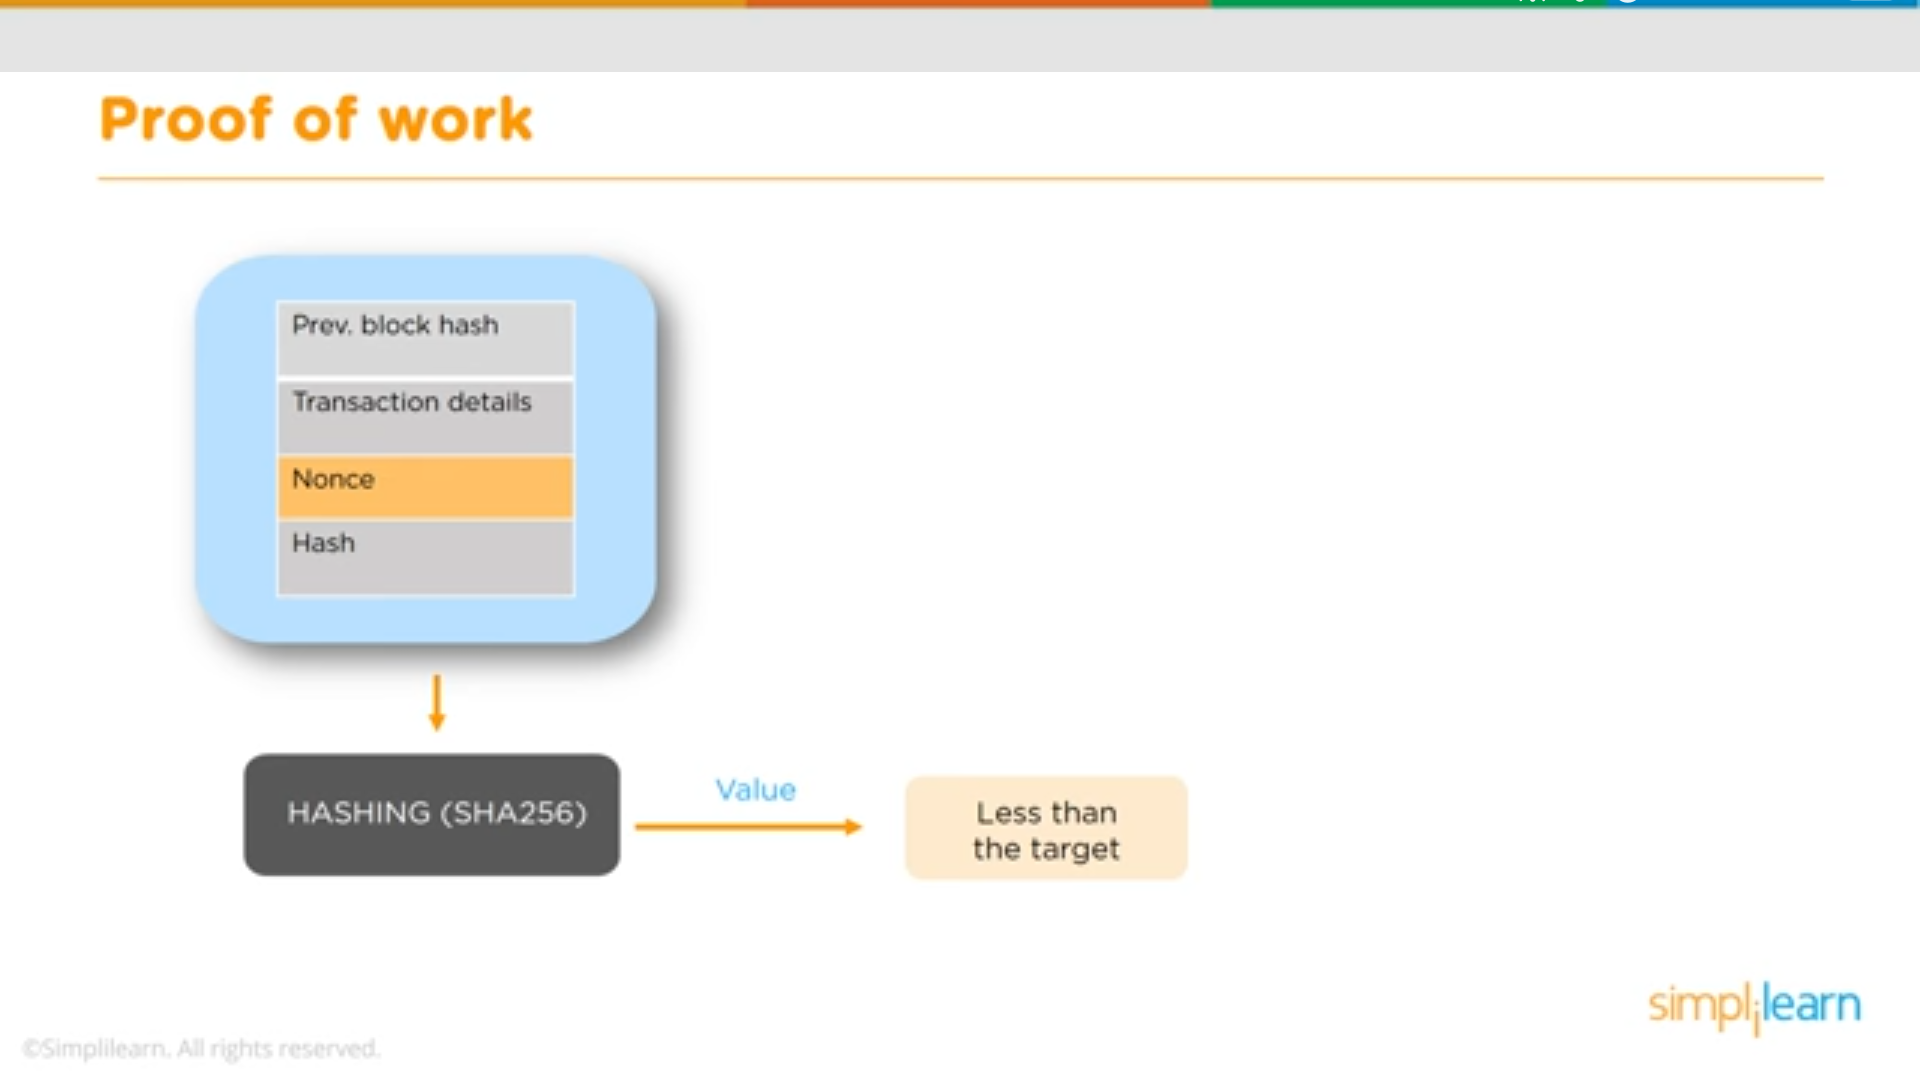 Proof of work
Prev. block hash
Transaction details
Nonce
Hash
HASHING (SHA256)
Value
Less than
the target
simplilearn
©Simplilearn. All rights reserved.